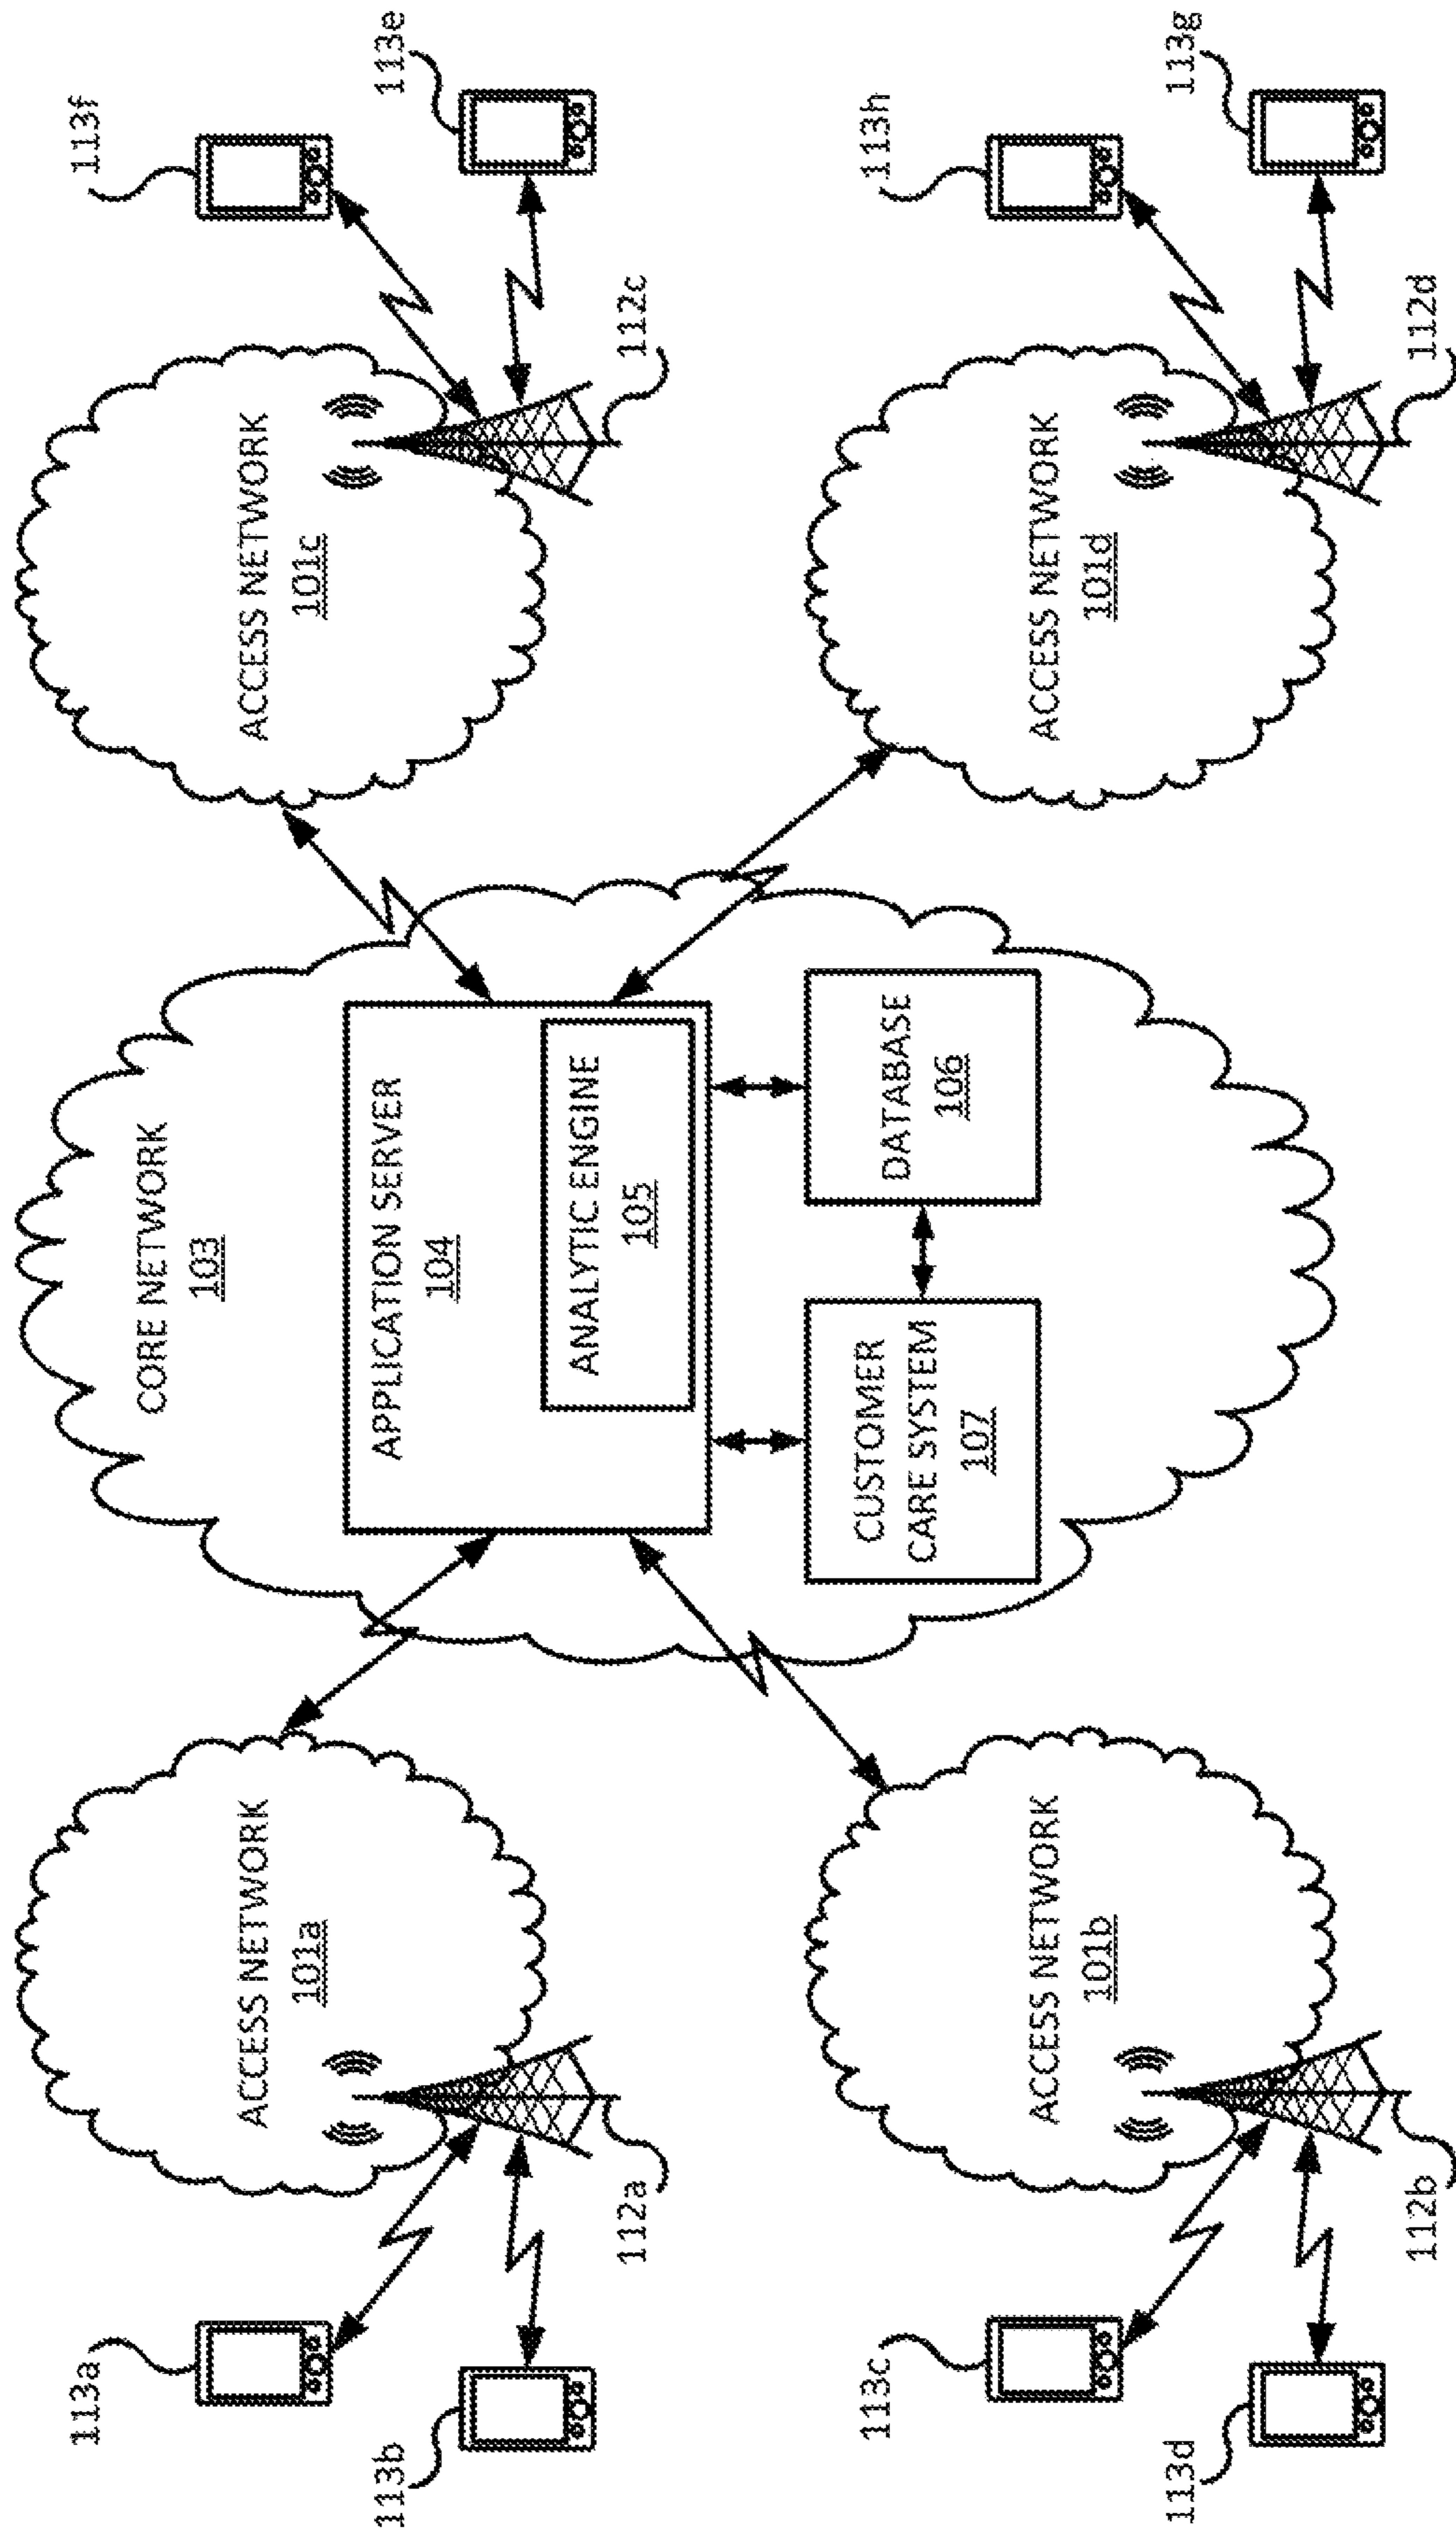 113a
113b
ACCESS NETWORK
101a
112a
113c
113d
ACCESS NETWORK
101b
112b
CORE NETWORK
103
APPLICATION SERVER
104
ANALYTIC ENGINE
105
CUSTOMER
CARE SYSTEM
107
DATABASE
106
ACCESS NETWORK
101c
112c
113f
113e
ACCESS NETWORK
101d
112d
113h
113g